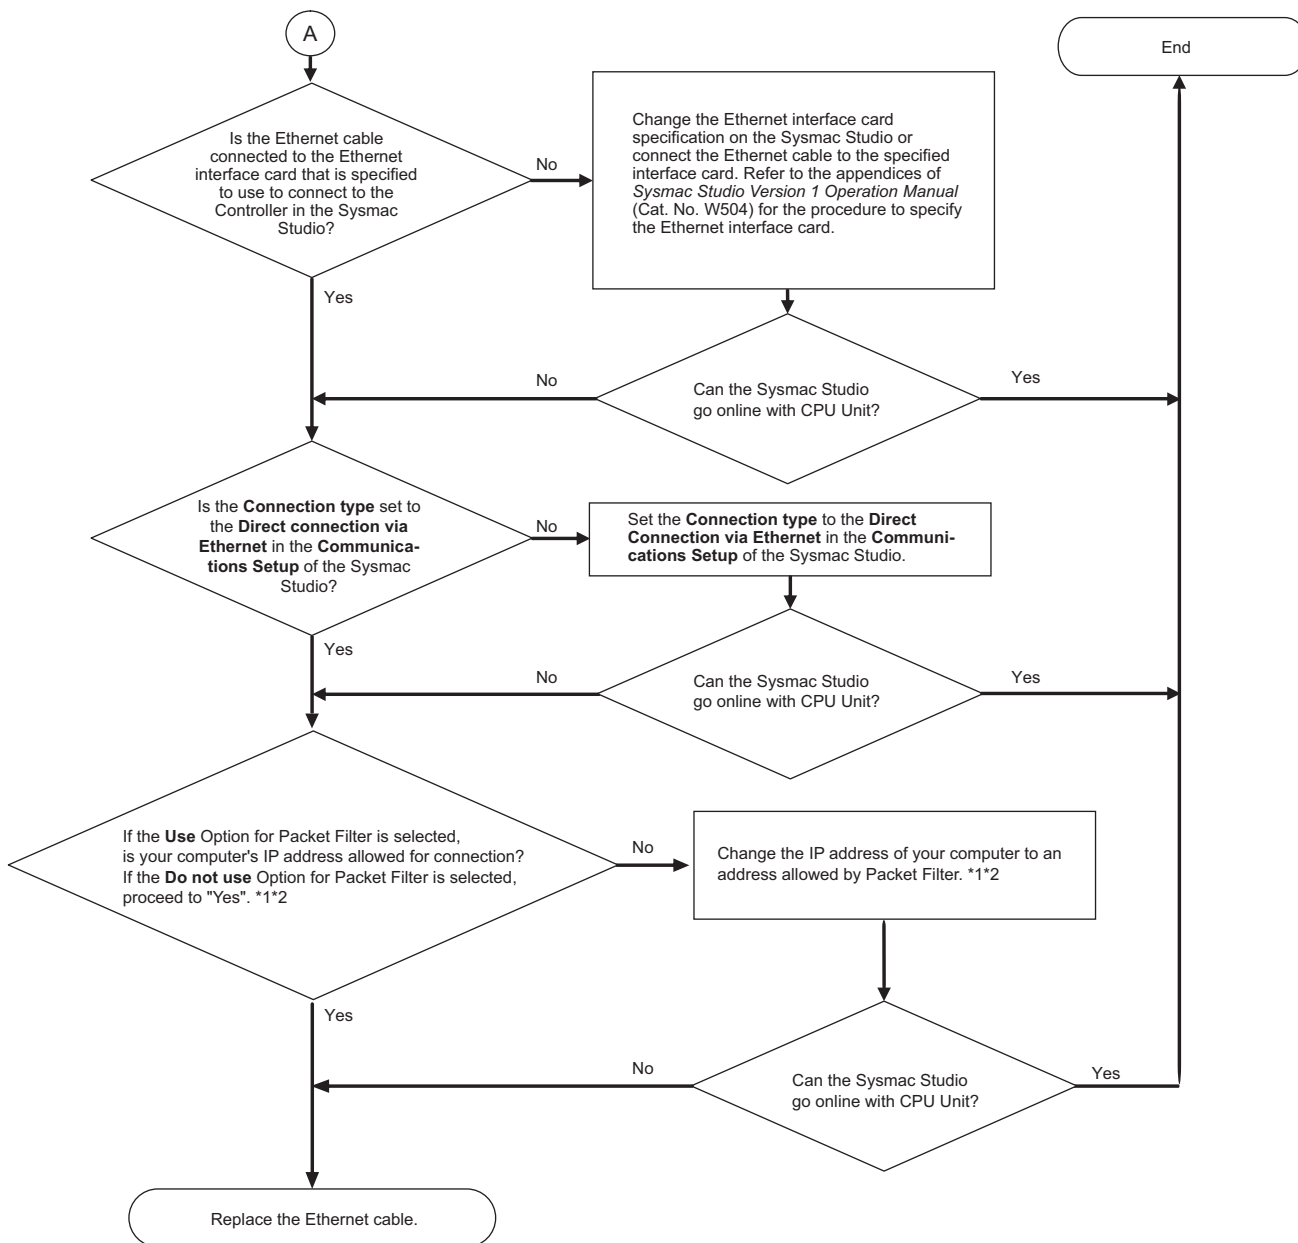 A
End
Is the Ethernet cable
connected to the Ethernet
interface card that is specified
to use to connect to the
Controller in the Sysmac
Studio?
No
Change the Ethernet interface card
specification on the Sysmac Studio or
connect the Ethernet cable to the specified
interface card. Refer to the appendices of
Sysmac Studio Version 1 Operation Manual
(Cat. No. W504) for the procedure to specify
the Ethernet interface card.
Yes
No
Can the Sysmac Studio
go online with CPU Unit?
Yes
Is the Connection type set to
the Direct connection via
Ethernet in the Communica-
tions Setup of the Sysmac
Studio?
No
Set the Connection type to the Direct
Connection via Ethernet in the Communi-
cations Setup of the Sysmac Studio.
Yes
No
Can the Sysmac Studio
go online with CPU Unit?
Yes
If the Use Option for Packet Filter is selected,
is your computer's IP address allowed for connection?
If the Do not use Option for Packet Filter is selected,
proceed to "Yes". *1*2
No
Change the IP address of your computer to an
address allowed by Packet Filter. *1*2
Yes
No
Can the Sysmac Studio
go online with CPU Unit?
Yes
Replace the Ethernet cable.